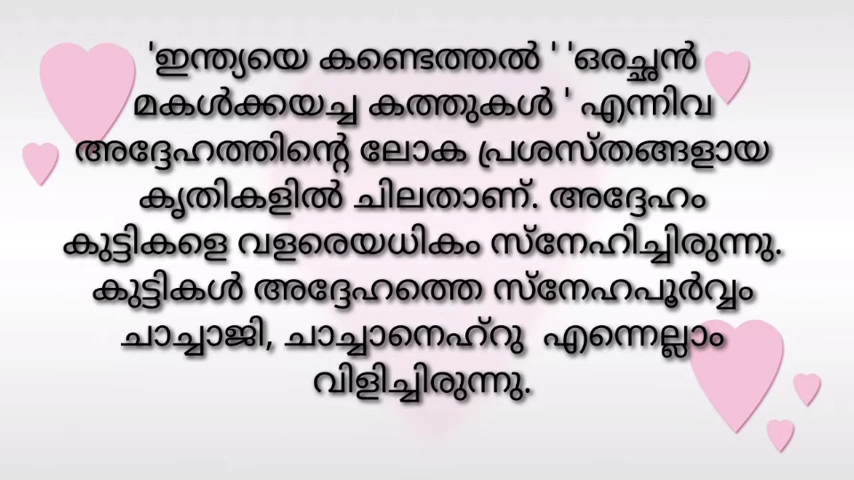 'ഇന്ത്യയെ കണ്ടെത്തൽ ' 'ഒരച്ഛൻ
മകൾക്കയച്ച കത്തുകൾ ' എന്നിവ
അദ്ദേഹത്തിന്റെ ലോക പ്രശസ്തങ്ങളായ
കൃതികളിൽ ചിലതാണ്. അദ്ദേഹം
കുട്ടികളെ വളരെയധികം സ്നേഹിച്ചിരുന്നു.
കുട്ടികൾ അദ്ദേഹത്തെ സ്നേഹപൂർവ്വം
ചാച്ചാജി, ചാച്ചാനെഹ്റു എന്നെല്ലാം
വിളിച്ചിരുന്നു.